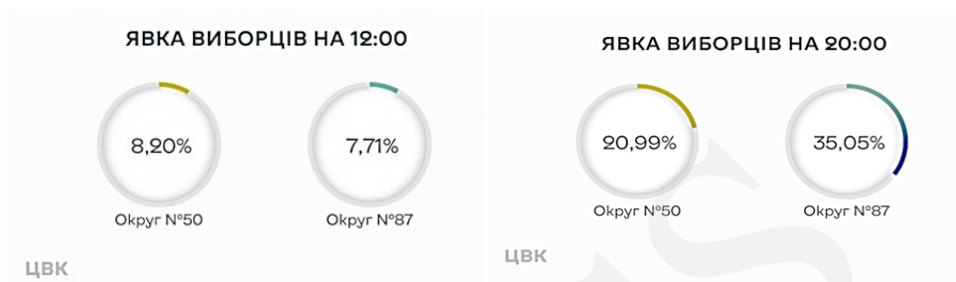 ЯВКА ВИБОРЦІВ НА 12:00
8,20%
7,71%
Округ №50
Округ №87
ЦВК
ЯВКА ВИБОРЦІВ НА 20:00
20,99%
35,05%
Округ №50
Округ №87
ЦВК